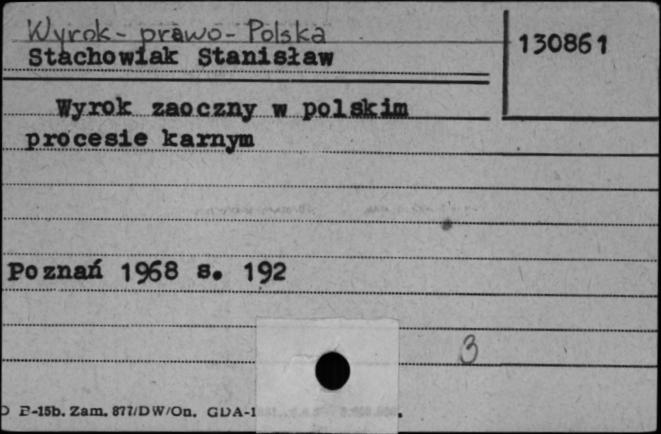 Wyrok - prawo - Polska
130861
Stachowiak Stanisław
Wyrok zaoczny w polskim
procesie karnym
Poznań 1968 s. 192
3
B-15b. Zam. 877/DW/On. GDA-1